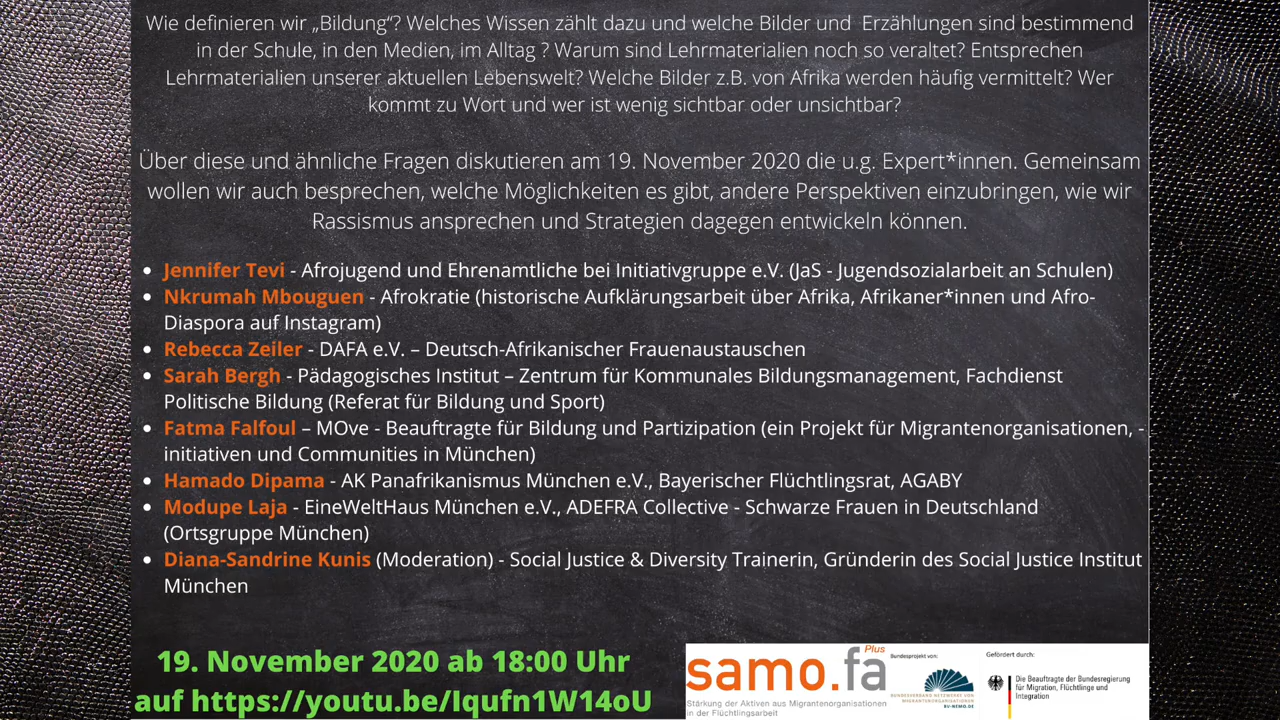 Wie definieren wir „Bildung“? Welches Wissen zählt dazu und welche Bilder und  Erzählungen sind bestimmend
in der Schule, in den Medien, im Alltag ? Warum sind Lehrmaterialien noch so veraltet? Entsprechen
Lehrmaterialien unserer aktuellen Lebenswelt? Welche Bilder z.B. von Afrika werden häufig vermittelt? Wer
kommt zu Wort und wer ist wenig sichtbar oder unsichtbar?
Über diese und ähnliche Fragen diskutieren am 19. November 2020 die u.g. Expert*innen. Gemeinsam
wollen wir auch besprechen, welche Möglichkeiten es gibt, andere Perspektiven einzubringen, wie wir
Rassismus ansprechen und Strategien dagegen entwickeln können.
• Jennifer Tevi - Afrojugend und Ehrenamtliche bei Initiativgruppe e.V. (JaS - Jugendsozialarbeit an Schulen)
• Nkrumah Mbouguen - Afrokratie (historische Aufklärungsarbeit über Afrika, Afrikaner*innen und Afro-
Diaspora auf Instagram)
• Rebecca Zeiler - DAFA e.V. – Deutsch-Afrikanischer Frauenaustauschen
• Sarah Bergh - Pädagogisches Institut – Zentrum für Kommunales Bildungsmanagement, Fachdienst
Politische Bildung (Referat für Bildung und Sport)
• Fatma Falfoul – MOve - Beauftragte für Bildung und Partizipation (ein Projekt für Migrantenorganisationen, -
initiativen und Communities in München)
• Hamado Dipama - AK Panafrikanismus München e.V., Bayerischer Flüchtlingsrat, AGABY
• Modupe Laja - EineWeltHaus München e.V., ADEFRA Collective - Schwarze Frauen in Deutschland
(Ortsgruppe München)
• Diana-Sandrine Kunis (Moderation) - Social Justice & Diversity Trainerin, Gründerin des Social Justice Institut
München
19. November 2020 ab 18:00 Uhr
auf https://youtu.be/Iqufn1W14oU
samo.fa Plus
Stärkung der Aktiven aus Migrantenorganisationen
in der Flüchtlingsarbeit
Bundesprojekt von:
BUNDESVERBAND NETZWERKE VON
MIGRANTENORGANISATIONEN
BV-NEMO.DE
Gefördert durch:
Die Beauftragte der Bundesregierung
für Migration, Flüchtlinge und
Integration